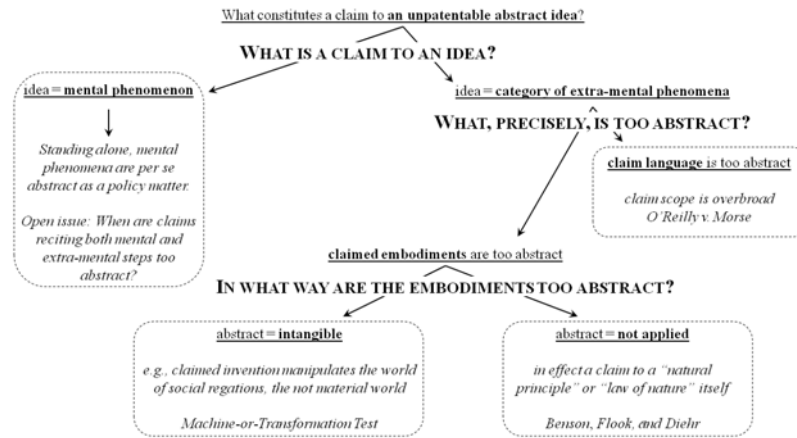 What constitutes a claim to an unpatentable abstract idea?
WHAT IS A CLAIM TO AN IDEA?
idea = mental phenomenon
Standing alone, mental
phenomena are per se
abstract as a policy matter.
Open issue: When are claims
reciting both mental and
extra-mental steps too
abstract?
idea = category of extra-mental phenomena
WHAT, PRECISELY, IS TOO ABSTRACT?
claim language is too abstract
claim scope is overbroad
O'Reilly v. Morse
claimed embodiments are too abstract
IN WHAT WAY ARE THE EMBODIMENTS TOO ABSTRACT?
abstract = intangible
e.g., claimed invention manipulates the world
of social regations, the not material world
Machine-or-Transformation Test
abstract = not applied
in effect a claim to a “natural
principle” or “law of nature” itself
Benson, Flook, and Diehr